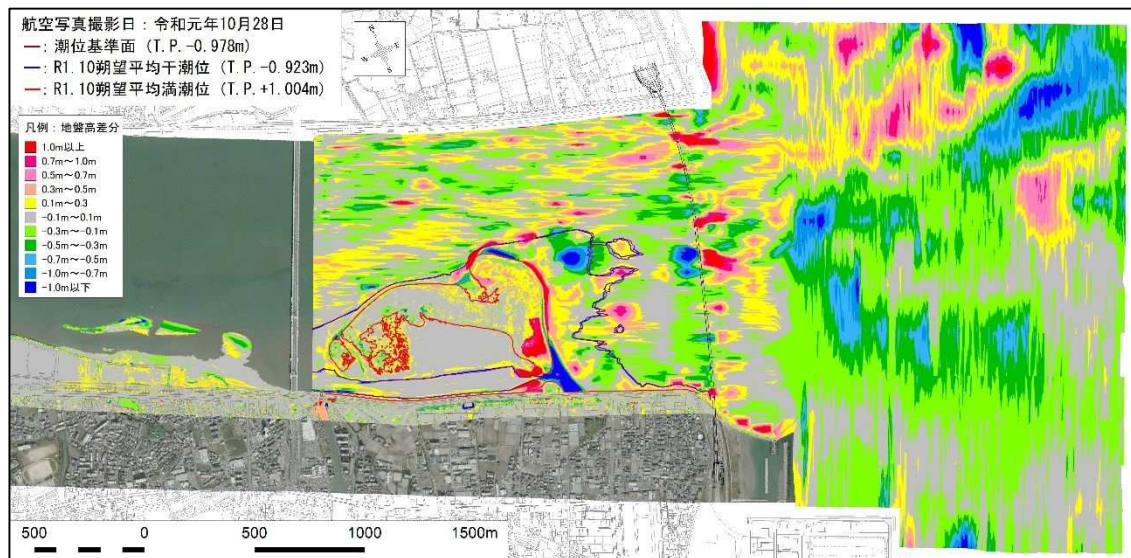 航空写真撮影日：令和元年10月28日
―：潮位基準面（T.P.-0.978m）
―：R1.10朔望平均干潮位（T.P.-0.923m）
―：R1.10朔望平均満潮位（T.P.+1.004m）
N
E
W
S
凡例：地盤高差分
1.0m以上
0.7m～1.0m
0.5m～0.7m
0.3m～0.5m
0.1m～0.3
-0.1m～0.1m
-0.3m～-0.1m
-0.5m～-0.3m
-0.7m～-0.5m
-1.0m～-0.7m
-1.0m以下
500 0 500 1000 1500m